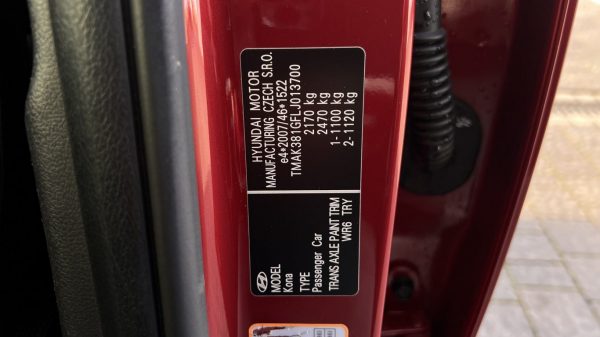 HYUNDAI MOTOR
MANUFACTURING CZECH S.R.O.
e4*2007/46*1522
TMAK381GFLJ013700
2170 kg
2470 kg
1-1100 kg
2-1120 kg
MODEL
Kona
TYPE
Passenger Car
TRANS AXLE PAINT TRIM
WR6 TRY